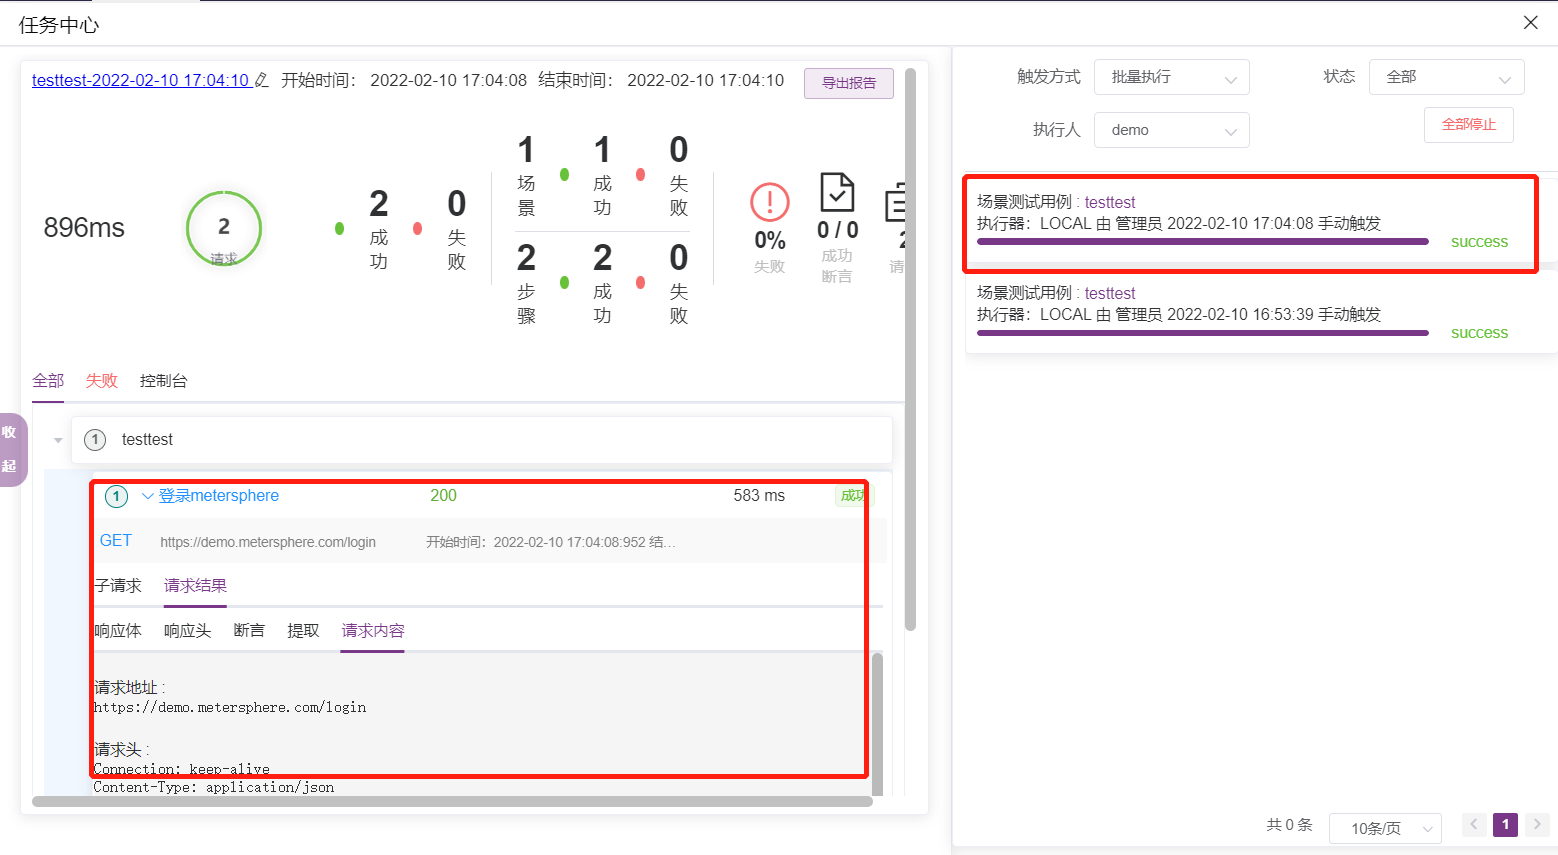 任务中心
testtest-2022-02-10 17:04:10 开始时间： 2022-02-10 17:04:08 结束时间： 2022-02-10 17:04:10 导出报告
896ms
2
请求
2
成功
0
失败
1
场景
1
成功
0
失败
2
步骤
2
成功
0
失败
0%
失败
0 / 0
成功
断言
2
请
全部 失败 控制台
收起
1 testtest
1 登录metersphere 200 583 ms 成功
GET https://demo.metersphere.com/login 开始时间：2022-02-10 17:04:08:952 结...
子请求 请求结果
响应体 响应头 断言 提取 请求内容
请求地址 :
https://demo.metersphere.com/login
请求头 :
Connection: keep-alive
Content-Type: application/json
触发方式 批量执行 状态 全部
执行人 demo 全部停止
场景测试用例 : testtest
执行器：LOCAL 由 管理员 2022-02-10 17:04:08 手动触发
success
场景测试用例 : testtest
执行器：LOCAL 由 管理员 2022-02-10 16:53:39 手动触发
success
共 0 条 10条/页 1